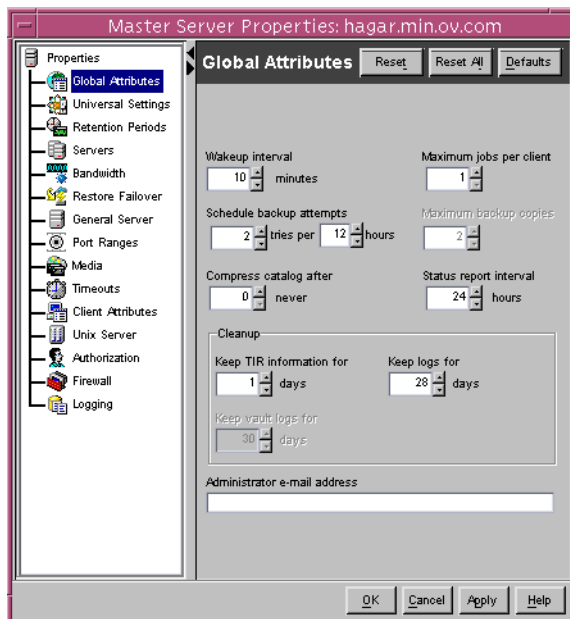 Master Server Properties: hagar.min.ov.com
Properties
Global Attributes
Universal Settings
Retention Periods
Servers
Bandwidth
Restore Failover
General Server
Port Ranges
Media
Timeouts
Client Attributes
Unix Server
Authorization
Firewall
Logging
Global Attributes Reset Reset All Defaults
Wakeup interval Maximum jobs per client
10 minutes 1
Schedule backup attempts Maximum backup copies
2 tries per 12 hours 2
Compress catalog after Status report interval
0 never 24 hours
Cleanup
Keep TIR information for Keep logs for
1 days 28 days
Keep vault logs for
30 days
Administrator e-mail address
OK Cancel Apply Help